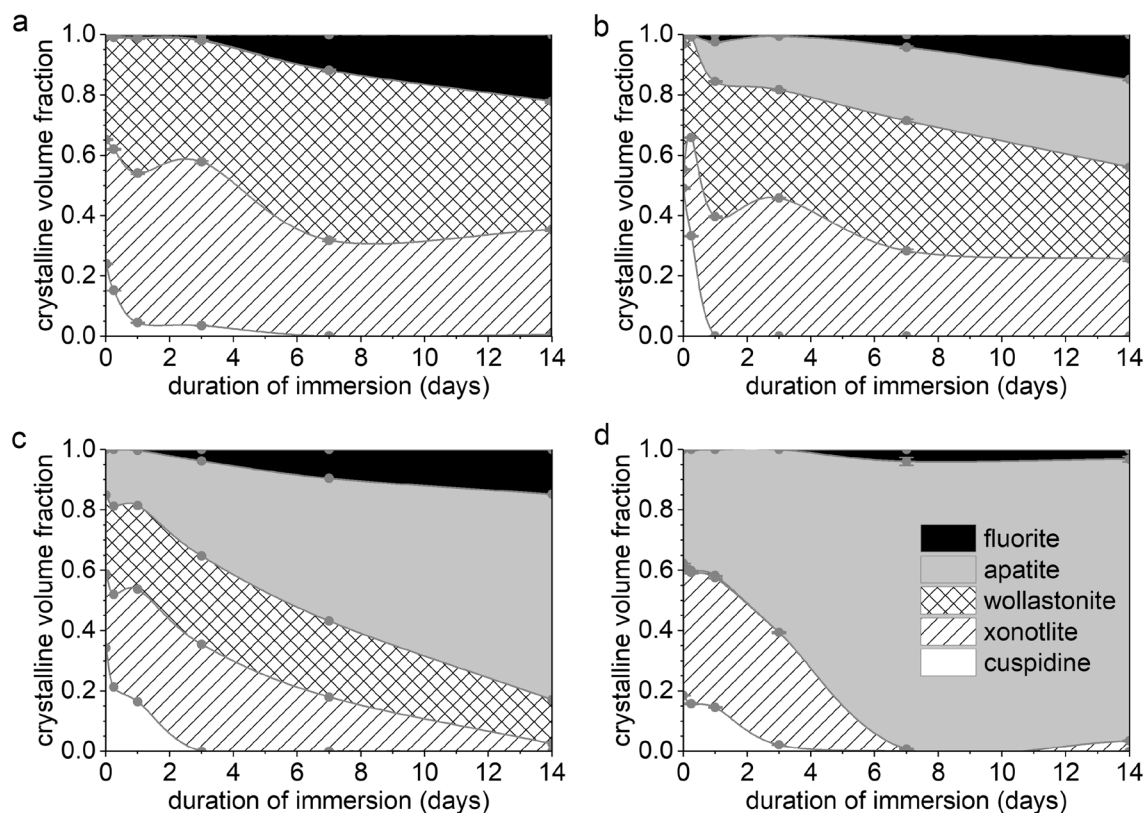 a
1.0
0.8
0.6
0.4
0.2
0.0
crystalline volume fraction
0 2 4 6 8 10 12 14
duration of immersion (days)
b
1.0
0.8
0.6
0.4
0.2
0.0
crystalline volume fraction
0 2 4 6 8 10 12 14
duration of immersion (days)
c
1.0
0.8
0.6
0.4
0.2
0.0
crystalline volume fraction
0 2 4 6 8 10 12 14
duration of immersion (days)
d
1.0
0.8
0.6
0.4
0.2
0.0
crystalline volume fraction
fluorite
apatite
wollastonite
xonotlite
cuspidine
0 2 4 6 8 10 12 14
duration of immersion (days)